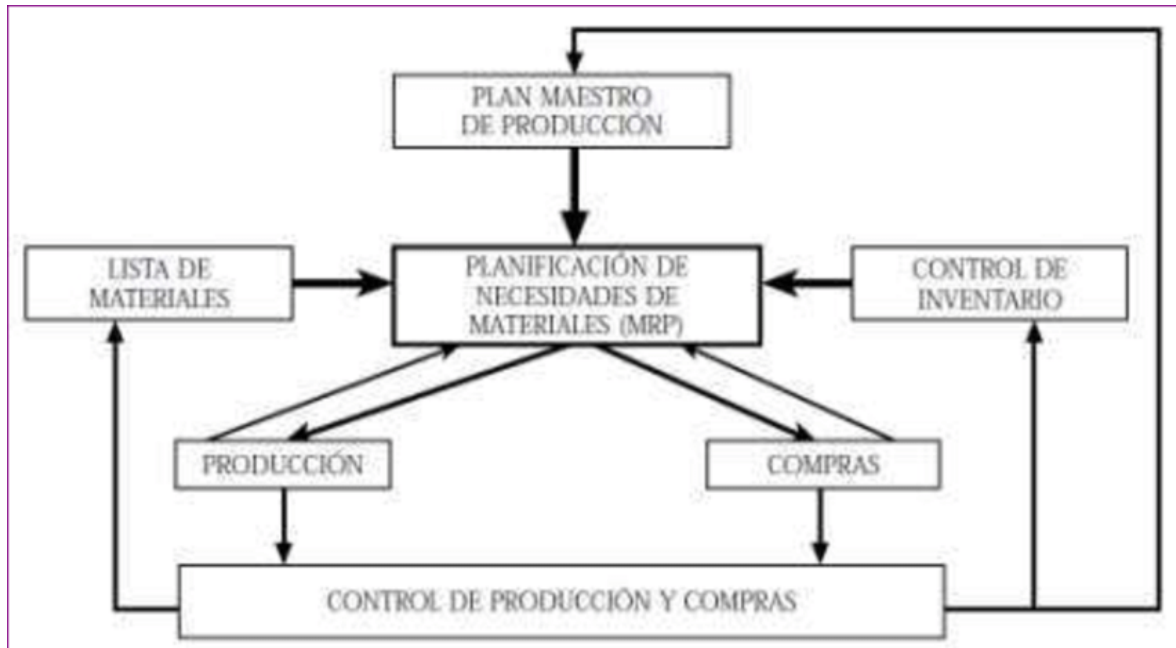 PLAN MAESTRO
DE PRODUCCIÓN
LISTA DE
MATERIALES
PLANIFICACIÓN DE
NECESIDADES DE
MATERIALES (MRP)
CONTROL DE
INVENTARIO
PRODUCCIÓN
COMPRAS
CONTROL DE PRODUCCIÓN Y COMPRAS